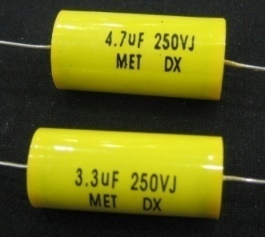 4.7uF 250VJ
MET DX
3.3uF 250VJ
MET DX